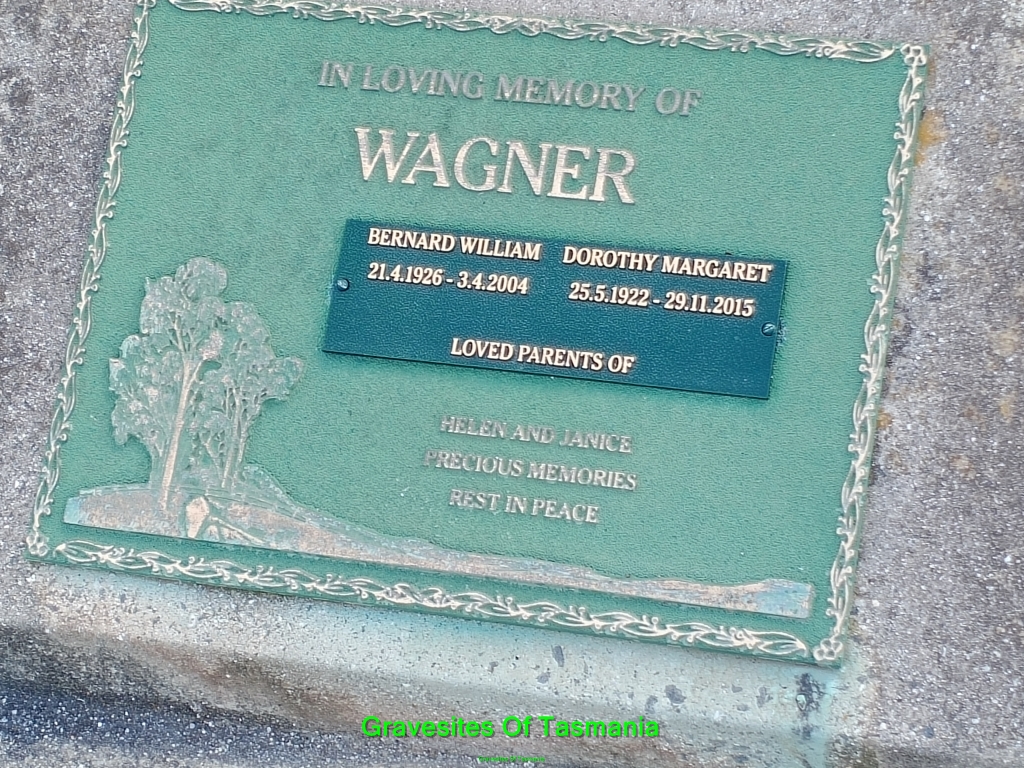 IN LOVING MEMORY OF
WAGNER
BERNARD WILLIAM DOROTHY MARGARET
21.4.1926 - 3.4.2004 25.5.1922 - 29.11.2015
LOVED PARENTS OF
HELEN AND JANICE
PRECIOUS MEMORIES
REST IN PEACE
Gravesites Of Tasmania